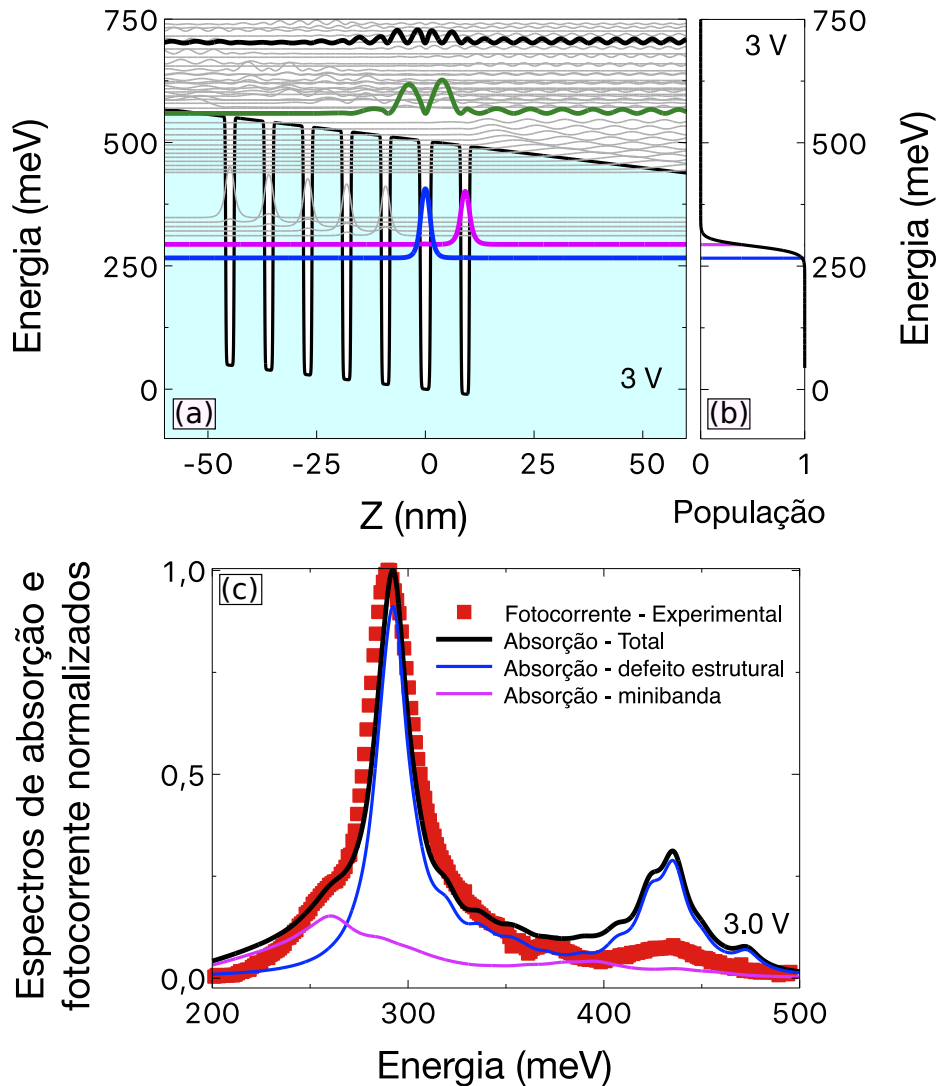 750
(a)
500
250
0
3 V
-50
-25
0
25
50
Z (nm)
Energia (meV)
3 V
750
500
250
0
(b)
0
1
População
Energia (meV)
1,0
(c)
Fotocorrente - Experimental
Absorção - Total
Absorção - defeito estrutural
Absorção - minibanda
0,5
3.0 V
0,0
200
300
400
500
Energia (meV)
Espectros de absorção e
fotocorrente normalizados